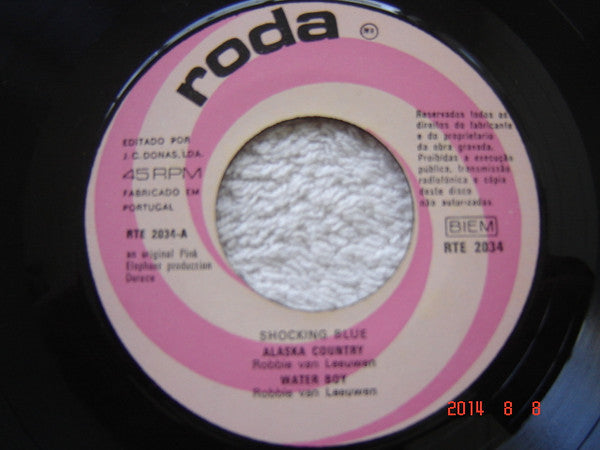 roda
EDITADO POR
J. C. DONAS, LDA.
45 RPM
FABRICADO EM
PORTUGAL
RTE 2034-A
an original Pink
Elephant production
Dureco
Reservados todos os
direitos do fabricante
e do proprietario
da obra gravada.
Proibidas a execução
pública, transmissão
radiofónica e cópia
deste disco
não autorizadas.
BIEM
RTE 2034
SHOCKING BLUE
ALASKA COUNTRY
Robbie van Leeuwen
WATER BOY
Robbie van Leeuwen
2014 8 8